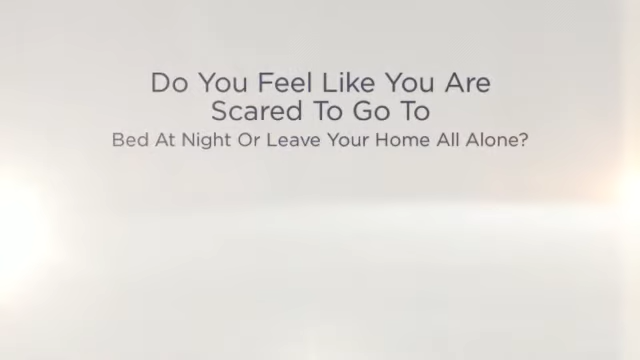 Do You Feel Like You Are
Scared To Go To
Bed At Night Or Leave Your Home All Alone?